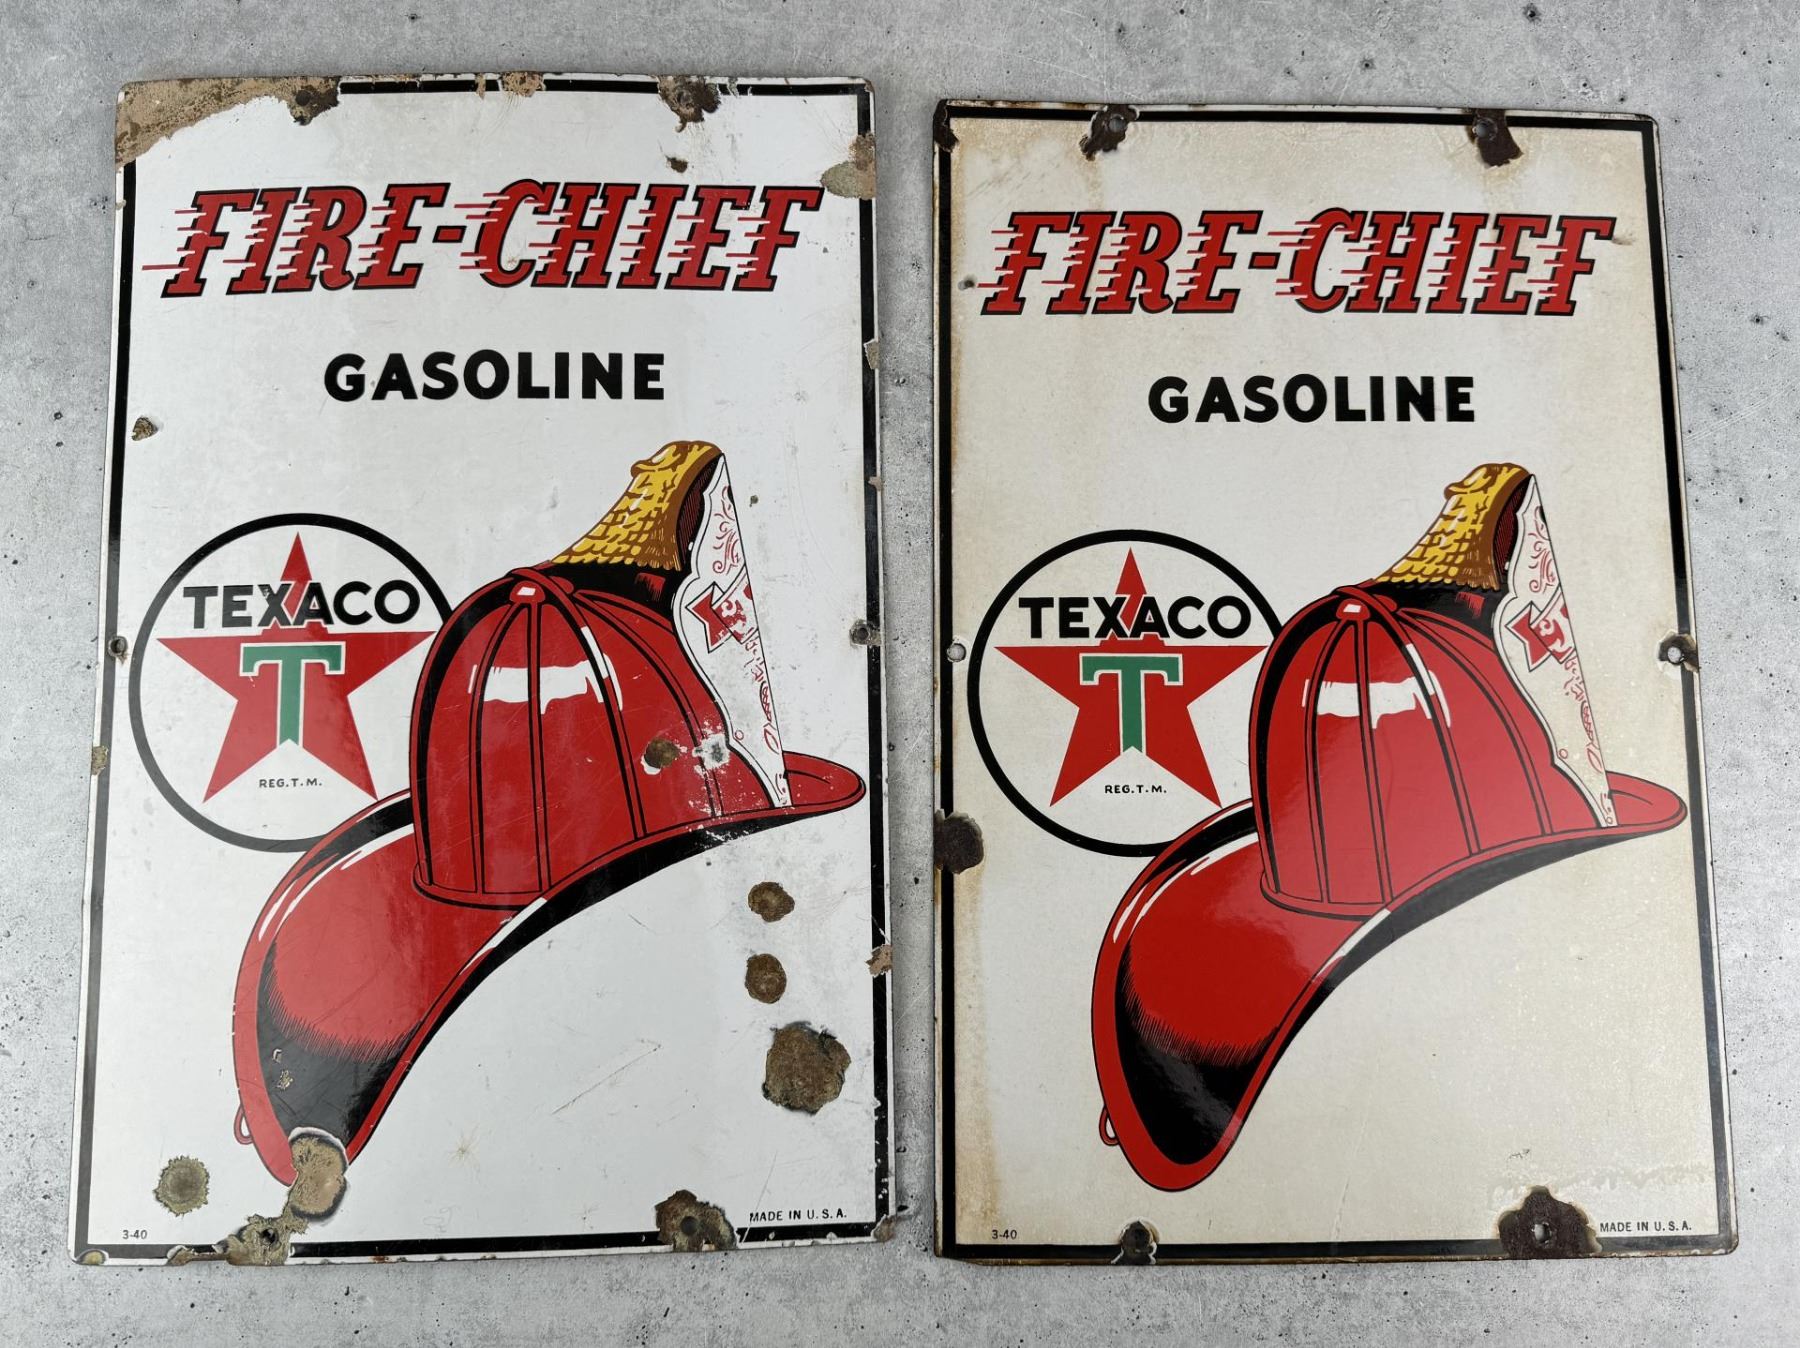 FIRE-CHIEF
GASOLINE
TEXACO
T
REG.T.M.
3-40
MADE IN U.S.A.
FIRE-CHIEF
GASOLINE
TEXACO
T
REG.T.M.
3-40
MADE IN U.S.A.